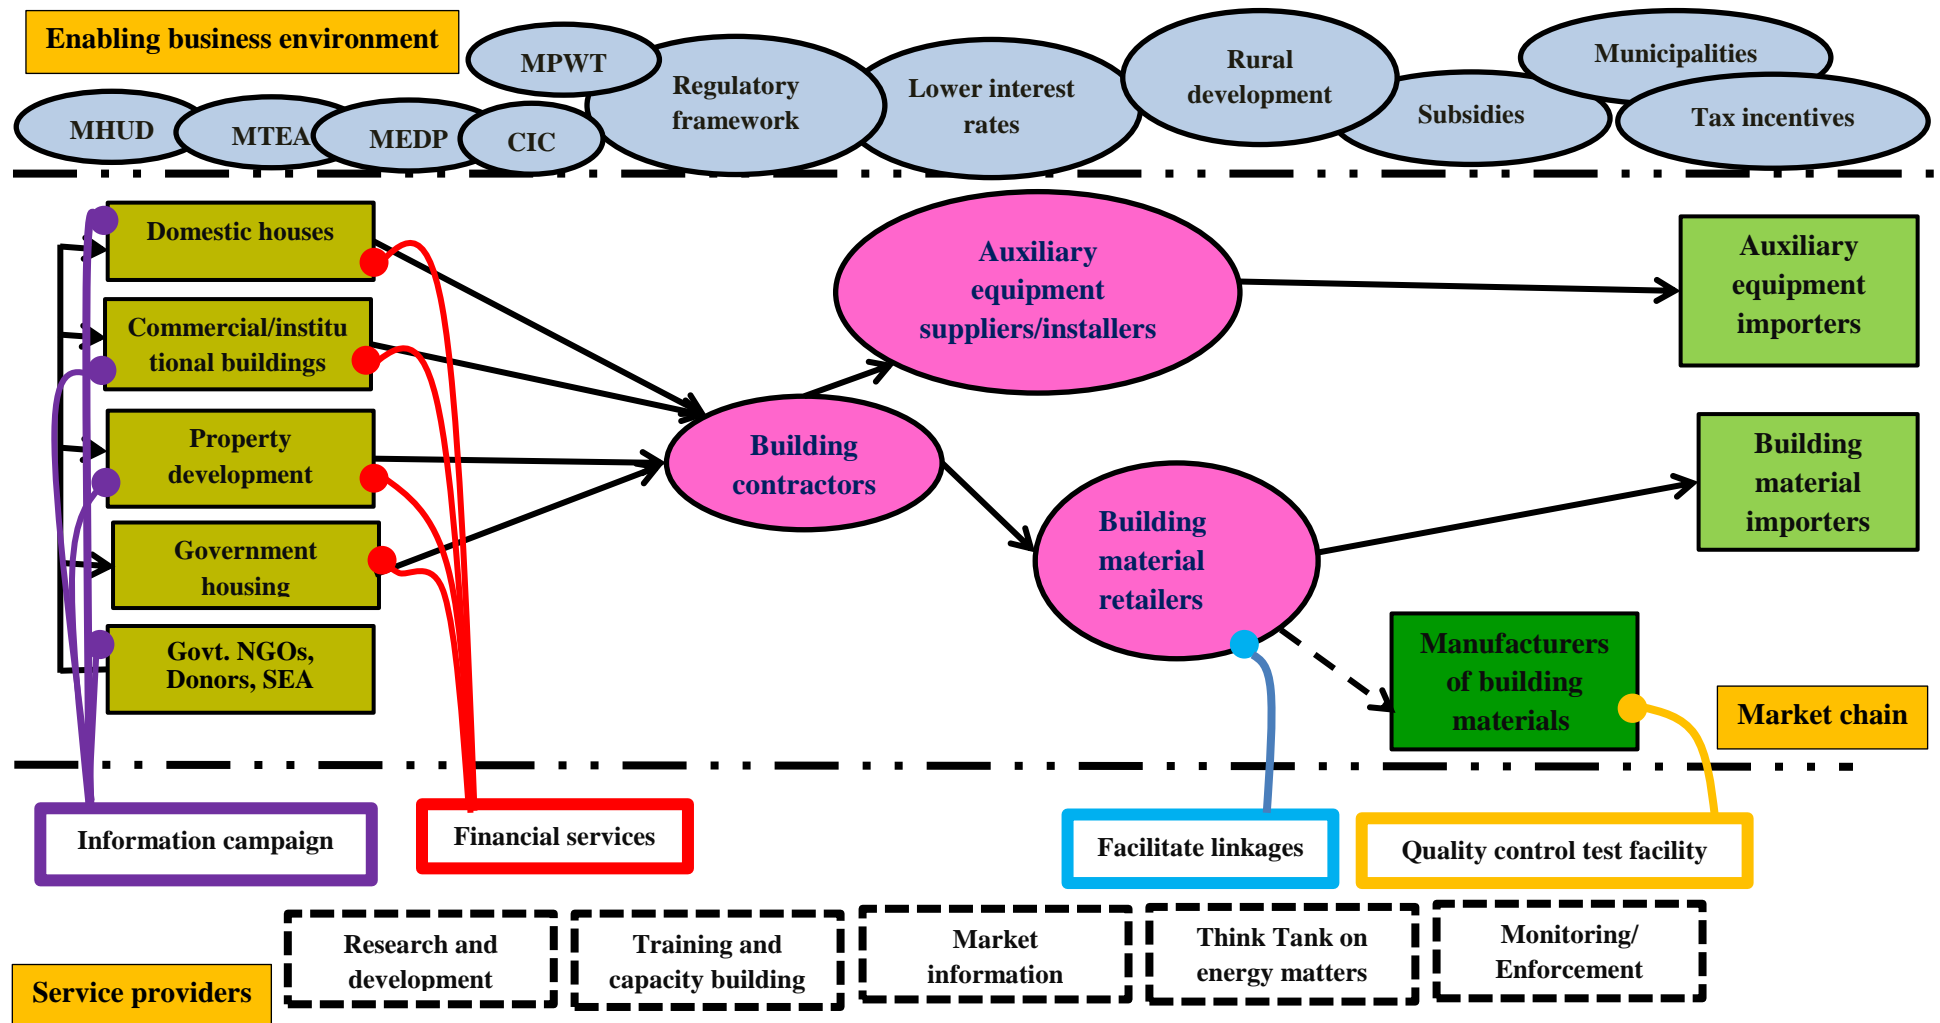 Enabling business environment
MHUD
MTEA
MEDP
MPWT
CIC
Regulatory
framework
Lower interest
rates
Rural
development
Subsidies
Municipalities
Tax incentives
Domestic houses
Commercial/institu
tional buildings
Property
development
Government
housing
Govt. NGOs,
Donors, SEA
Building
contractors
Auxiliary
equipment
suppliers/installers
Building
material
retailers
Auxiliary
equipment
importers
Building
material
importers
Manufacturers
of building
materials
Market chain
Information campaign
Financial services
Facilitate linkages
Quality control test facility
Research and
development
Training and
capacity building
Market
information
Think Tank on
energy matters
Monitoring/
Enforcement
Service providers